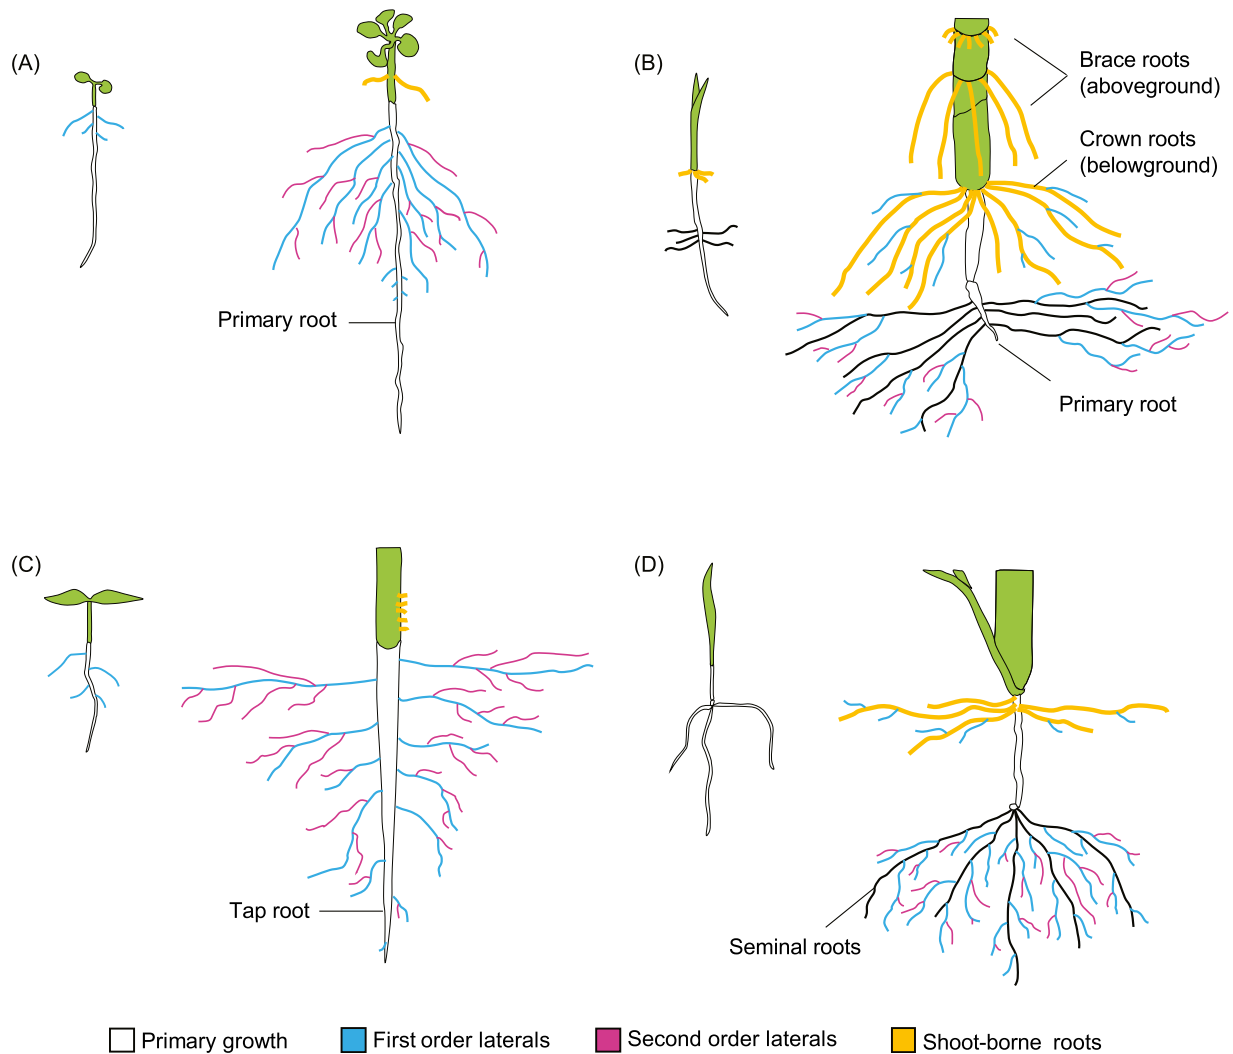 (A)
(B)
Brace roots
(aboveground)
Crown roots
(belowground)
Primary root
Primary root
(C)
(D)
Tap root
Seminal roots
Primary growth
First order laterals
Second order laterals
Shoot-borne roots